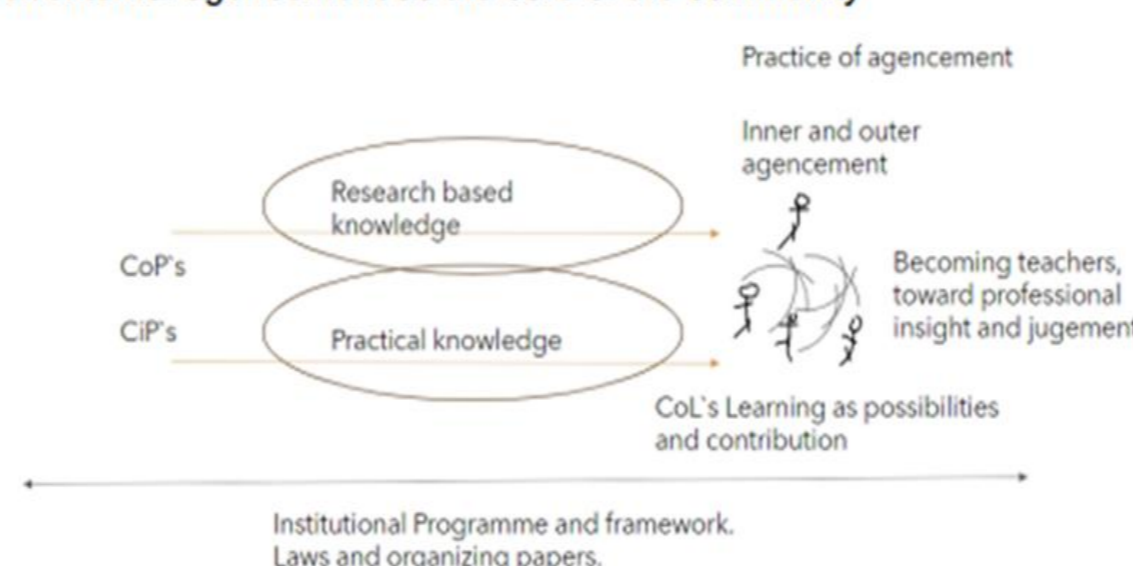 Practice of agencement
Inner and outer
agencement
Research based
knowledge
CoP`s
CiP`s
Practical knowledge
Becoming teachers,
toward professional
insight and jugement
CoL`s Learning as possibilities
and contribution
Institutional Programme and framework.
Laws and organizing papers.